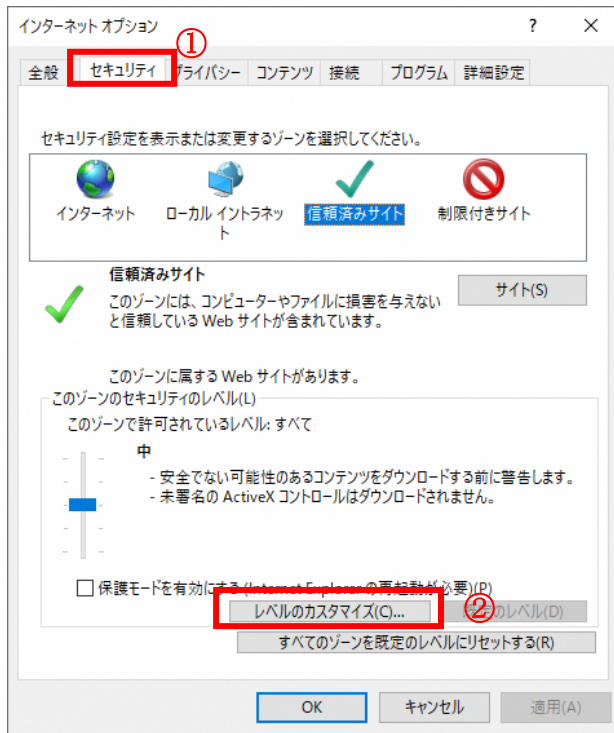 インターネット オプション ? ×
①
全般 セキュリティ プライバシー コンテンツ 接続 プログラム 詳細設定
セキュリティ設定を表示または変更するゾーンを選択してください。
インターネット ローカル イントラネット 信頼済みサイト 制限付きサイト
信頼済みサイト
サイト(S)
このゾーンには、コンピューターやファイルに損害を与えない
と信頼している Web サイトが含まれています。
このゾーンに属する Web サイトがあります。
このゾーンのセキュリティのレベル(L)
このゾーンで許可されているレベル: すべて
中
- 安全でない可能性のあるコンテンツをダウンロードする前に警告します。
- 未署名の ActiveX コントロールはダウンロードされません。
保護モードを有効にする (Internet Explorer の再起動が必要)(P)
レベルのカスタマイズ(C)... ② 既定のレベル(D)
すべてのゾーンを既定のレベルにリセットする(R)
OK キャンセル 適用(A)